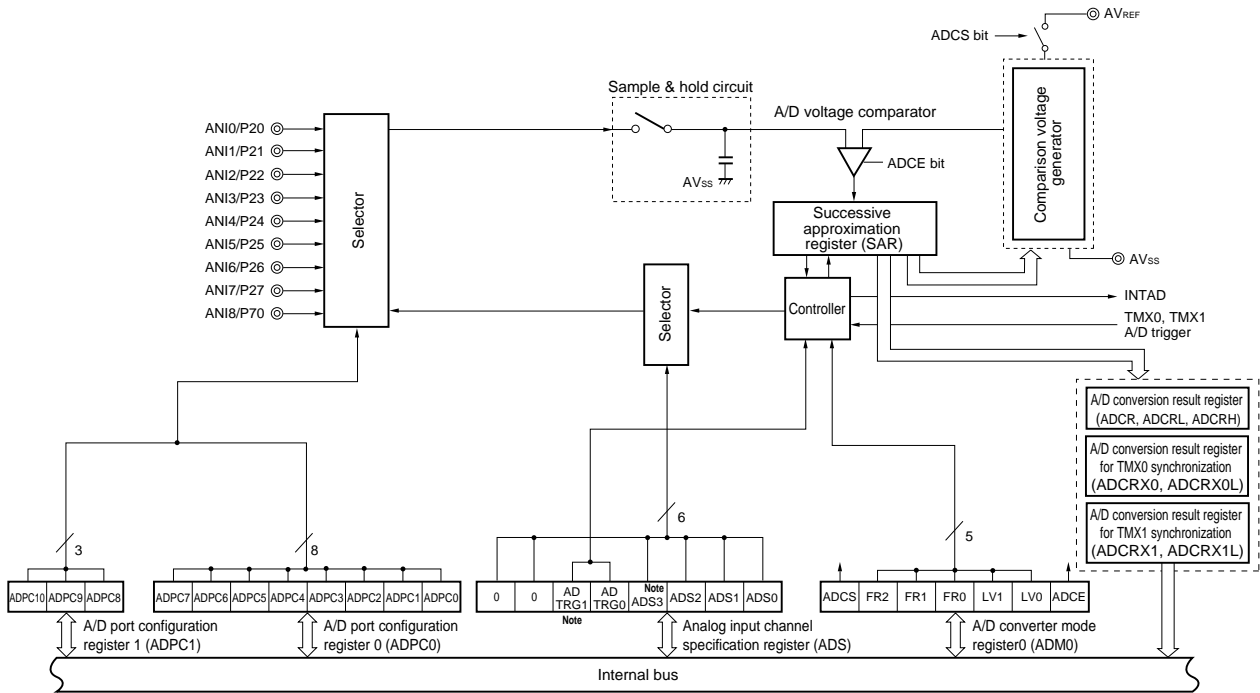 AVREF
ADCS bit
Sample & hold circuit
A/D voltage comparator
Comparison voltage
generator
ANI0/P20
ANI1/P21
ANI2/P22
ANI3/P23
ANI4/P24
ANI5/P25
ANI6/P26
ANI7/P27
ANI8/P70
Selector
AVSS
ADCE bit
Successive
approximation
register (SAR)
AVSS
Selector
Controller
INTAD
TMX0, TMX1
A/D trigger
A/D conversion result register
(ADCR, ADCRL, ADCRH)
A/D conversion result register
for TMX0 synchronization
(ADCRX0, ADCRX0L)
A/D conversion result register
for TMX1 synchronization
(ADCRX1, ADCRX1L)
3
8
6
5
ADPC10 ADPC9 ADPC8
ADPC7 ADPC6 ADPC5 ADPC4 ADPC3 ADPC2 ADPC1 ADPC0
0 0 AD TRG1 AD TRG0 Note ADS3 ADS2 ADS1 ADS0
Note
ADCS FR2 FR1 FR0 LV1 LV0 ADCE
A/D port configuration
register 1 (ADPC1)
A/D port configuration
register 0 (ADPC0)
Analog input channel
specification register (ADS)
A/D converter mode
register0 (ADM0)
Internal bus